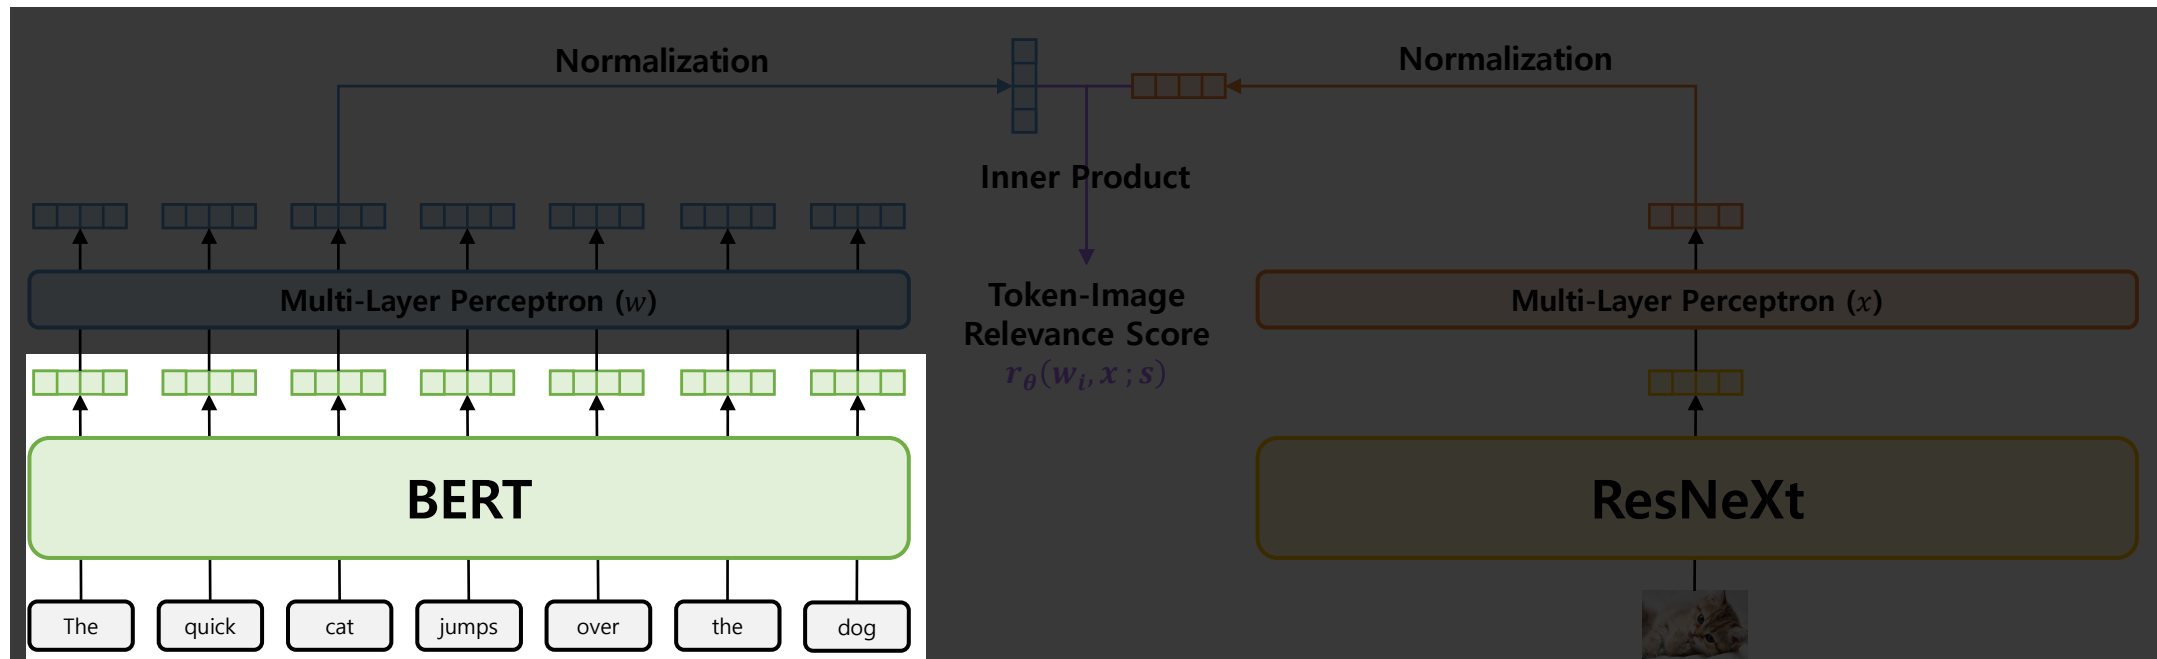 Normalization
Normalization
Inner Product
Token-Image
Relevance Score
r_θ(w_i, x ; s)
Multi-Layer Perceptron (w)
Multi-Layer Perceptron (x)
BERT
ResNeXt
The quick cat jumps over the dog